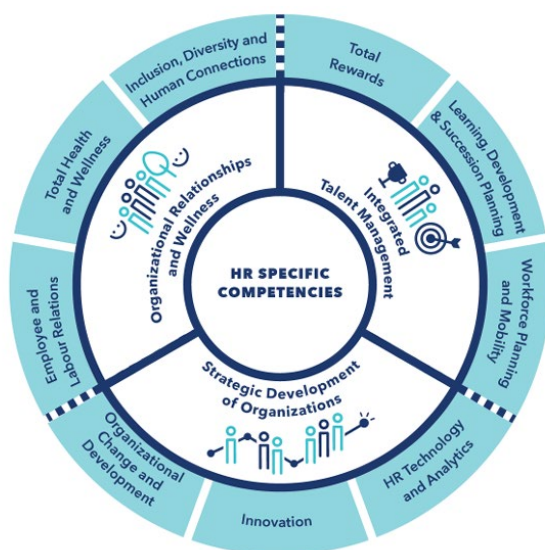 HR SPECIFIC
COMPETENCIES
Integrated
Talent Management
Strategic Development
of Organizations
Organizational Relationships
and Wellness
Total
Rewards
Learning, Development
& Succession Planning
Workforce Planning
and Mobility
HR Technology
and Analytics
Innovation
Organizational
Change and
Development
Employee and
Labour Relations
Total Health
and Wellness
Inclusion, Diversity and
Human Connections